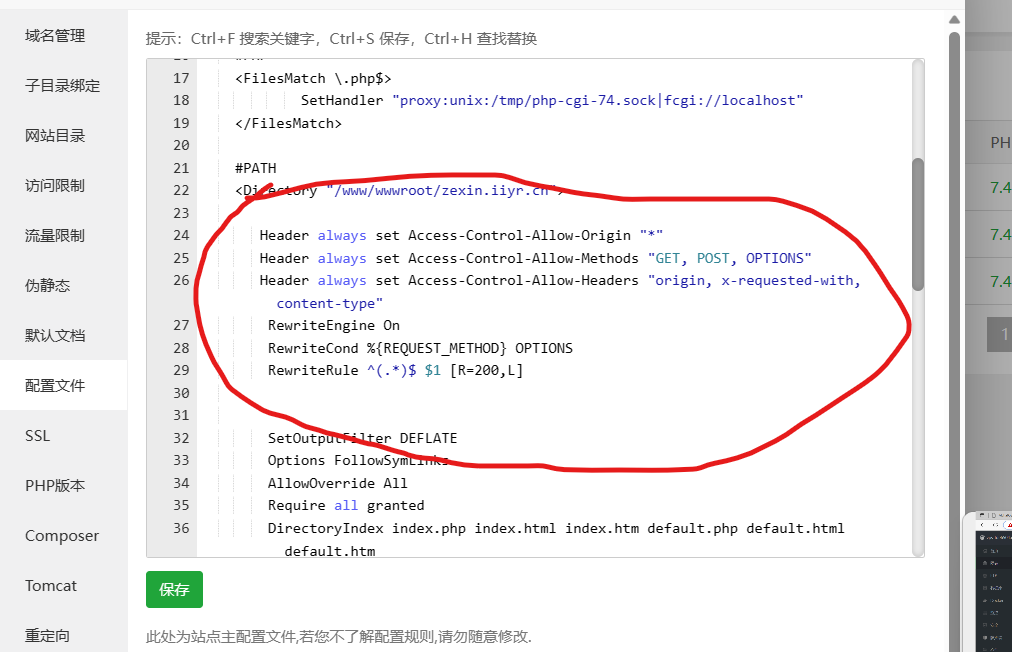 域名管理
子目录绑定
网站目录
访问限制
流量限制
伪静态
默认文档
配置文件
SSL
PHP版本
Composer
Tomcat
重定向
提示：Ctrl+F 搜索关键字，Ctrl+S 保存，Ctrl+H 查找替换
17 <FilesMatch \.php$>
18 SetHandler "proxy:unix:/tmp/php-cgi-74.sock|fcgi://localhost"
19 </FilesMatch>
20
21 #PATH
22 <Directory "/www/wwwroot/zexin.iiyr.cn">
23
24 Header always set Access-Control-Allow-Origin "*"
25 Header always set Access-Control-Allow-Methods "GET, POST, OPTIONS"
26 Header always set Access-Control-Allow-Headers "origin, x-requested-with,
content-type"
27 RewriteEngine On
28 RewriteCond %{REQUEST_METHOD} OPTIONS
29 RewriteRule ^(.*)$ $1 [R=200,L]
30
31
32 SetOutputFilter DEFLATE
33 Options FollowSymLinks
34 AllowOverride All
35 Require all granted
36 DirectoryIndex index.php index.html index.htm default.php default.html
default.htm
保存
此处为站点主配置文件,若您不了解配置规则,请勿随意修改.
PH
7.4
7.4
7.4
1